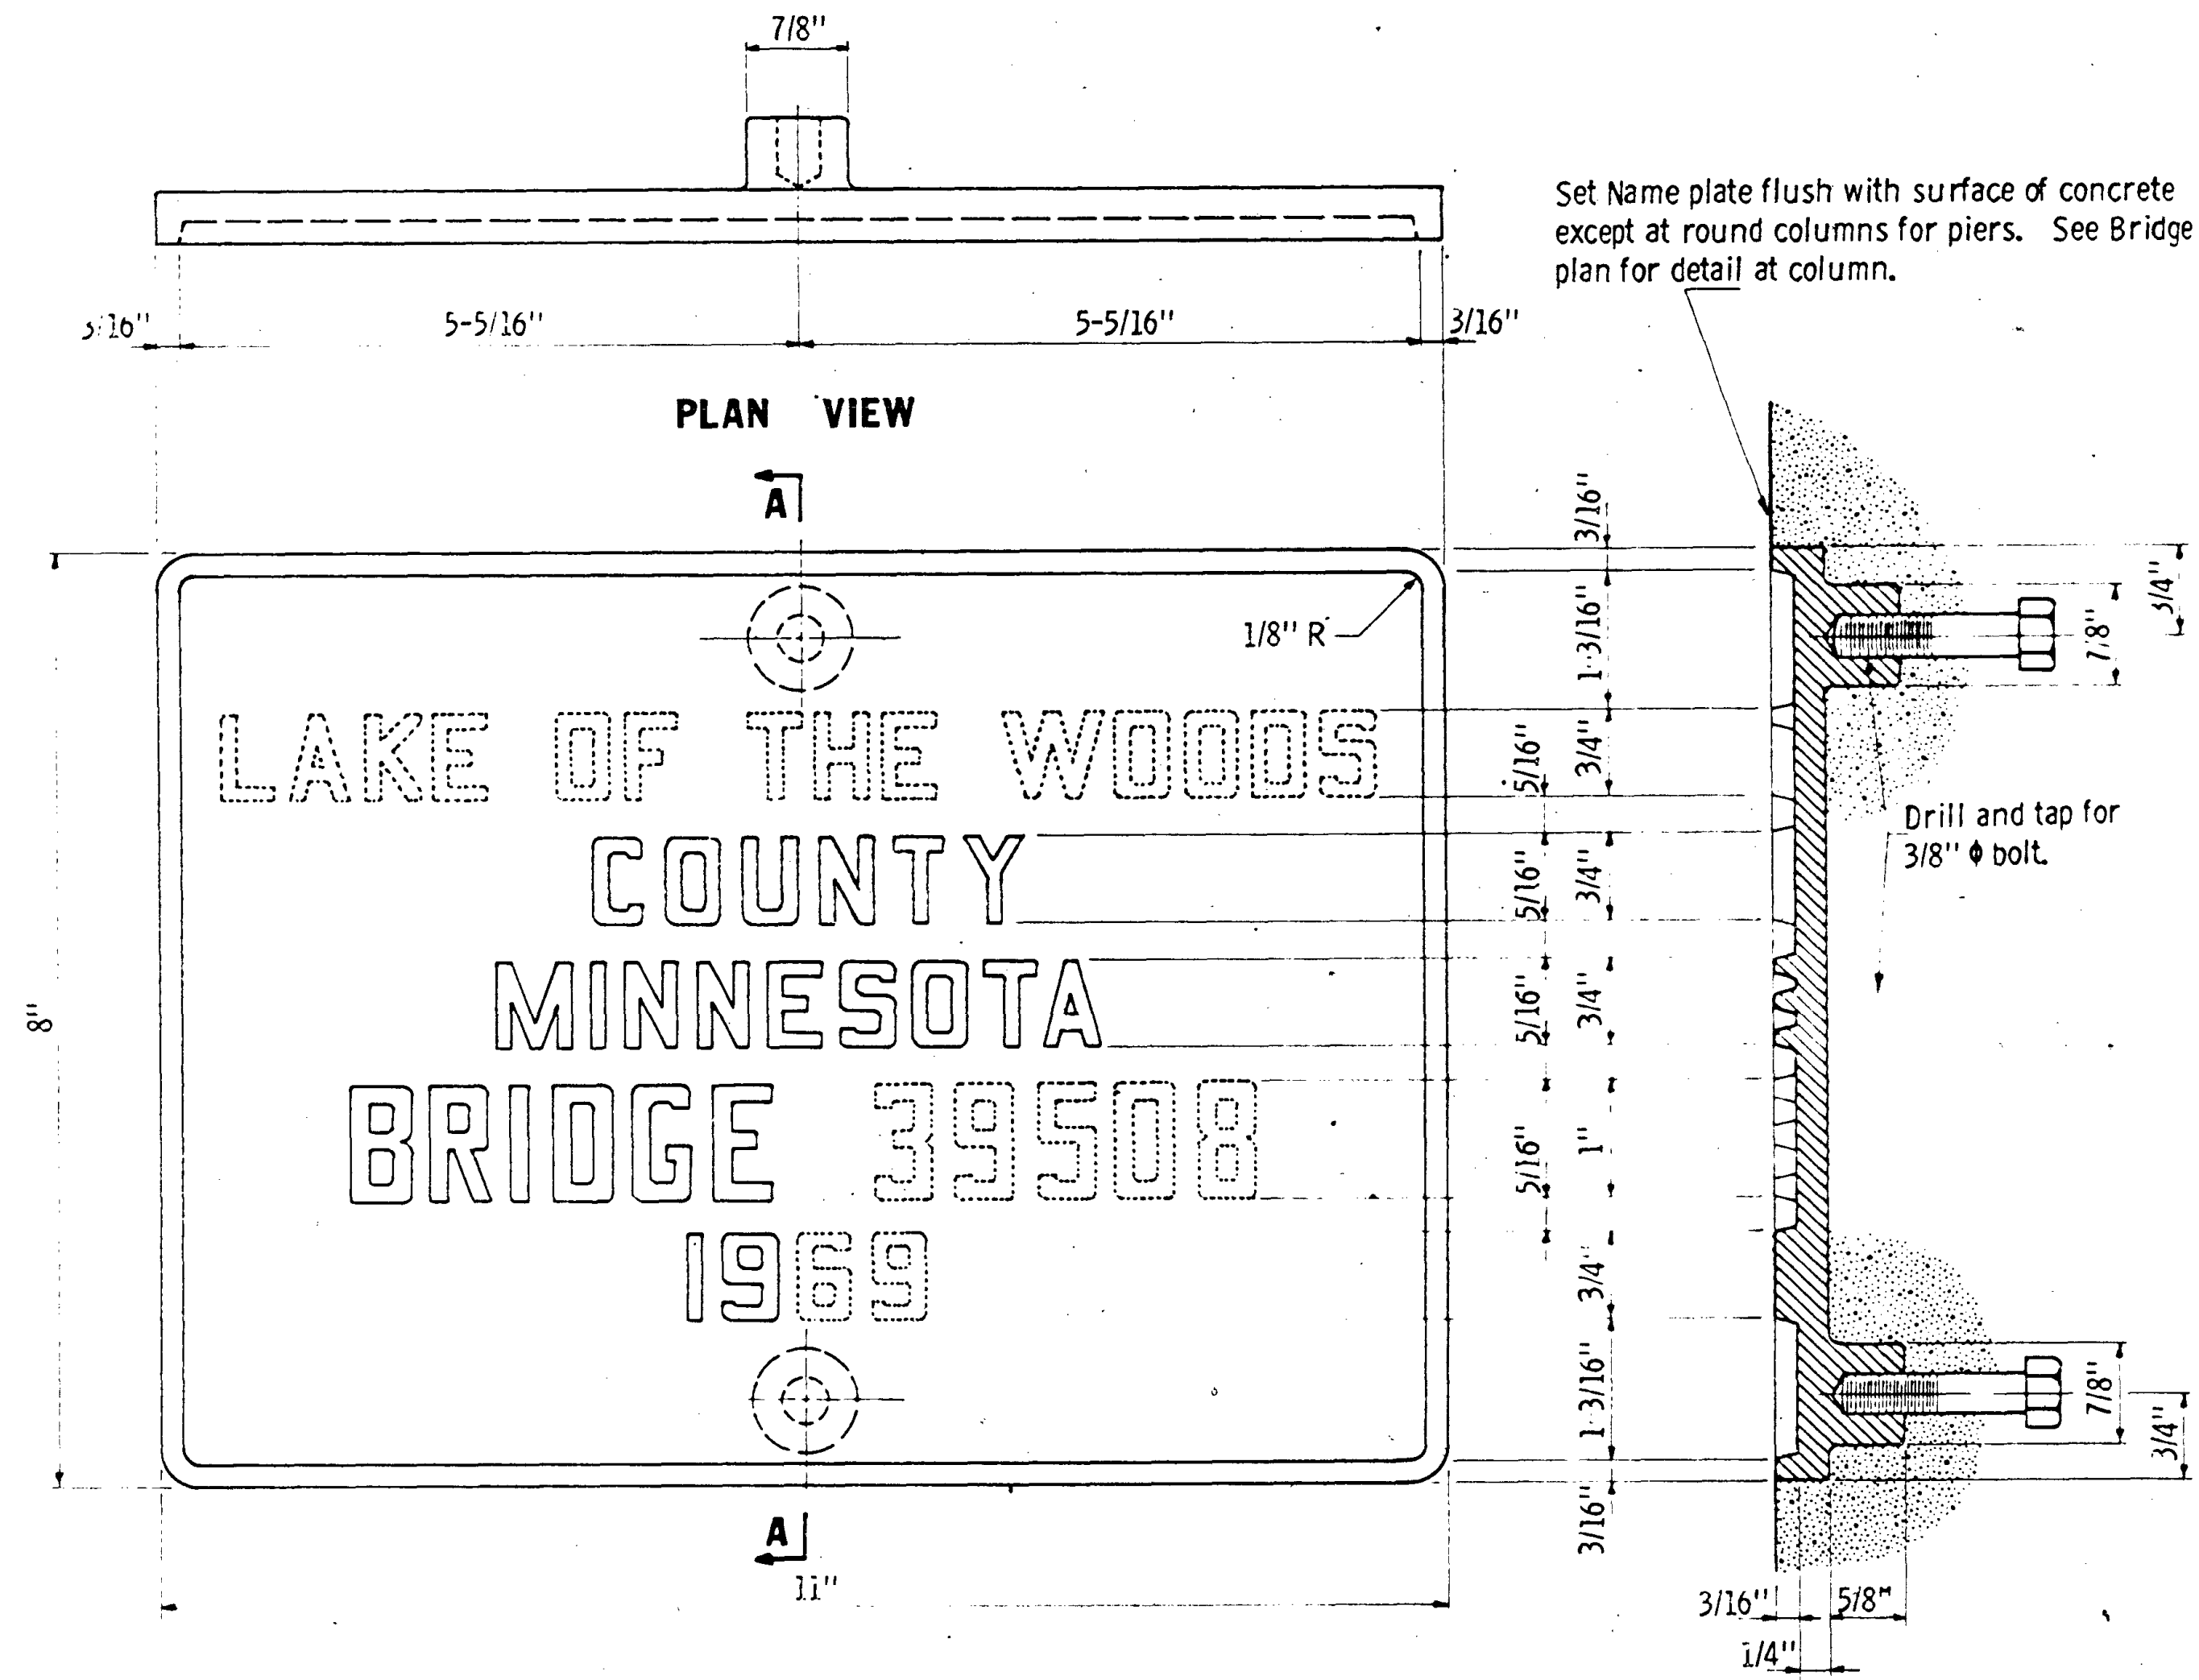 7/8"
Set Name plate flush with surface of concrete
except at round columns for piers. See Bridge
plan for detail at column.
3/16" 5-5/16" 5-5/16" 3/16"
PLAN VIEW
A
3/16"
1/8" R
1-3/16"
3/4"
7/8"
LAKE OF THE WOODS
5/16" 3/4"
Drill and tap for
3/8" ϕ bolt.
COUNTY
5/16" 3/4"
8"
MINNESOTA
5/16" 3/4"
BRIDGE 39508
5/16" 1"
1969
3/4"
1-3/16"
7/8"
3/4"
3/16"
A
11"
3/16" 5/8"
1/4"